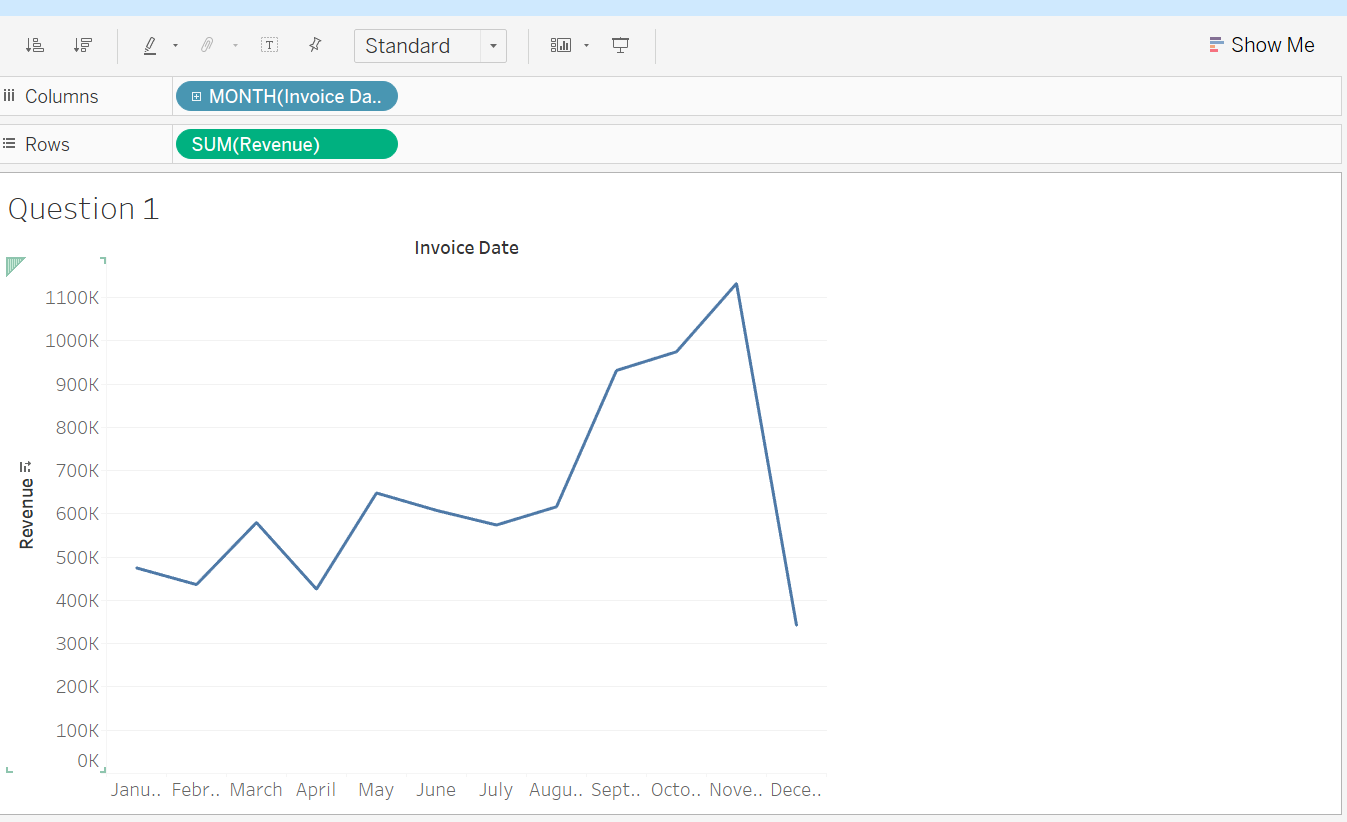 Standard
Show Me
Columns
MONTH(Invoice Da..
Rows
SUM(Revenue)
Question 1
Invoice Date
1100K
1000K
900K
800K
700K
600K
500K
400K
300K
200K
100K
0K
Revenue
Janu.. Febr.. March April May June July Augu.. Sept.. Octo.. Nove.. Dece..